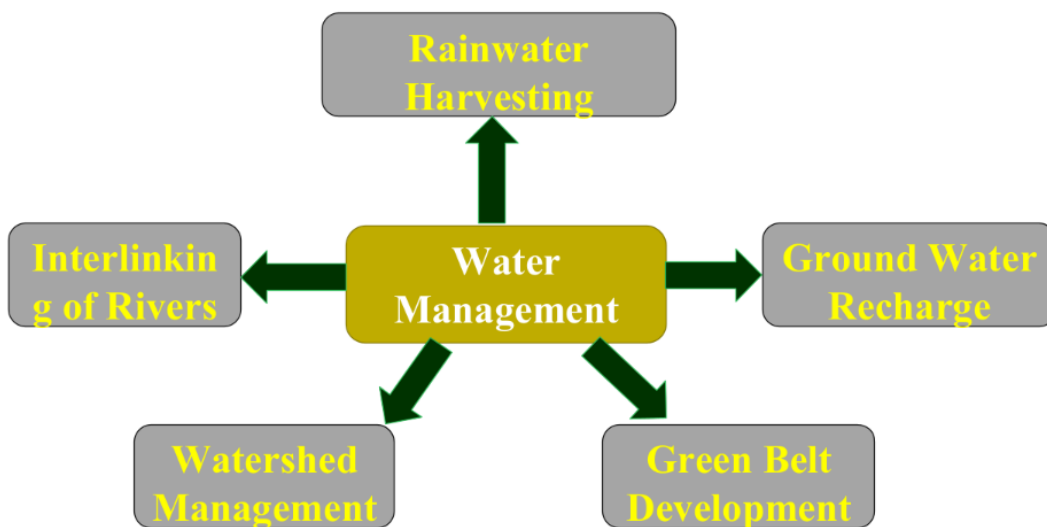 Rainwater
Harvesting
Interlinkin
g of Rivers
Water
Management
Ground Water
Recharge
Watershed
Management
Green Belt
Development